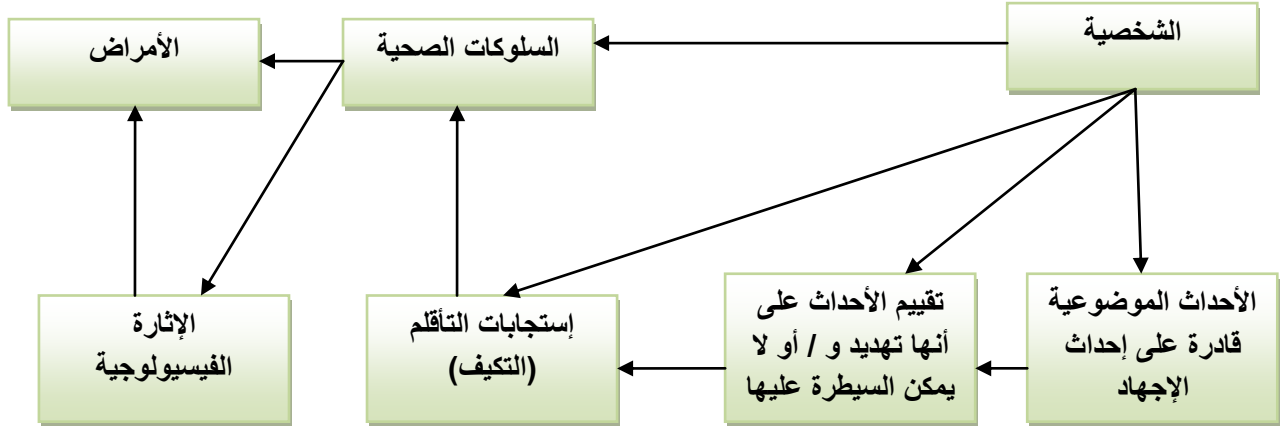 الشخصية
السلوكات الصحية
الأمراض
الأحداث الموضوعية
قادرة على إحداث
الإجهاد
تقييم الأحداث على
أنها تهديد و / أو لا
يمكن السيطرة عليها
إستجابات التأقلم
(التكيف)
الإثارة
الفيسيولوجية